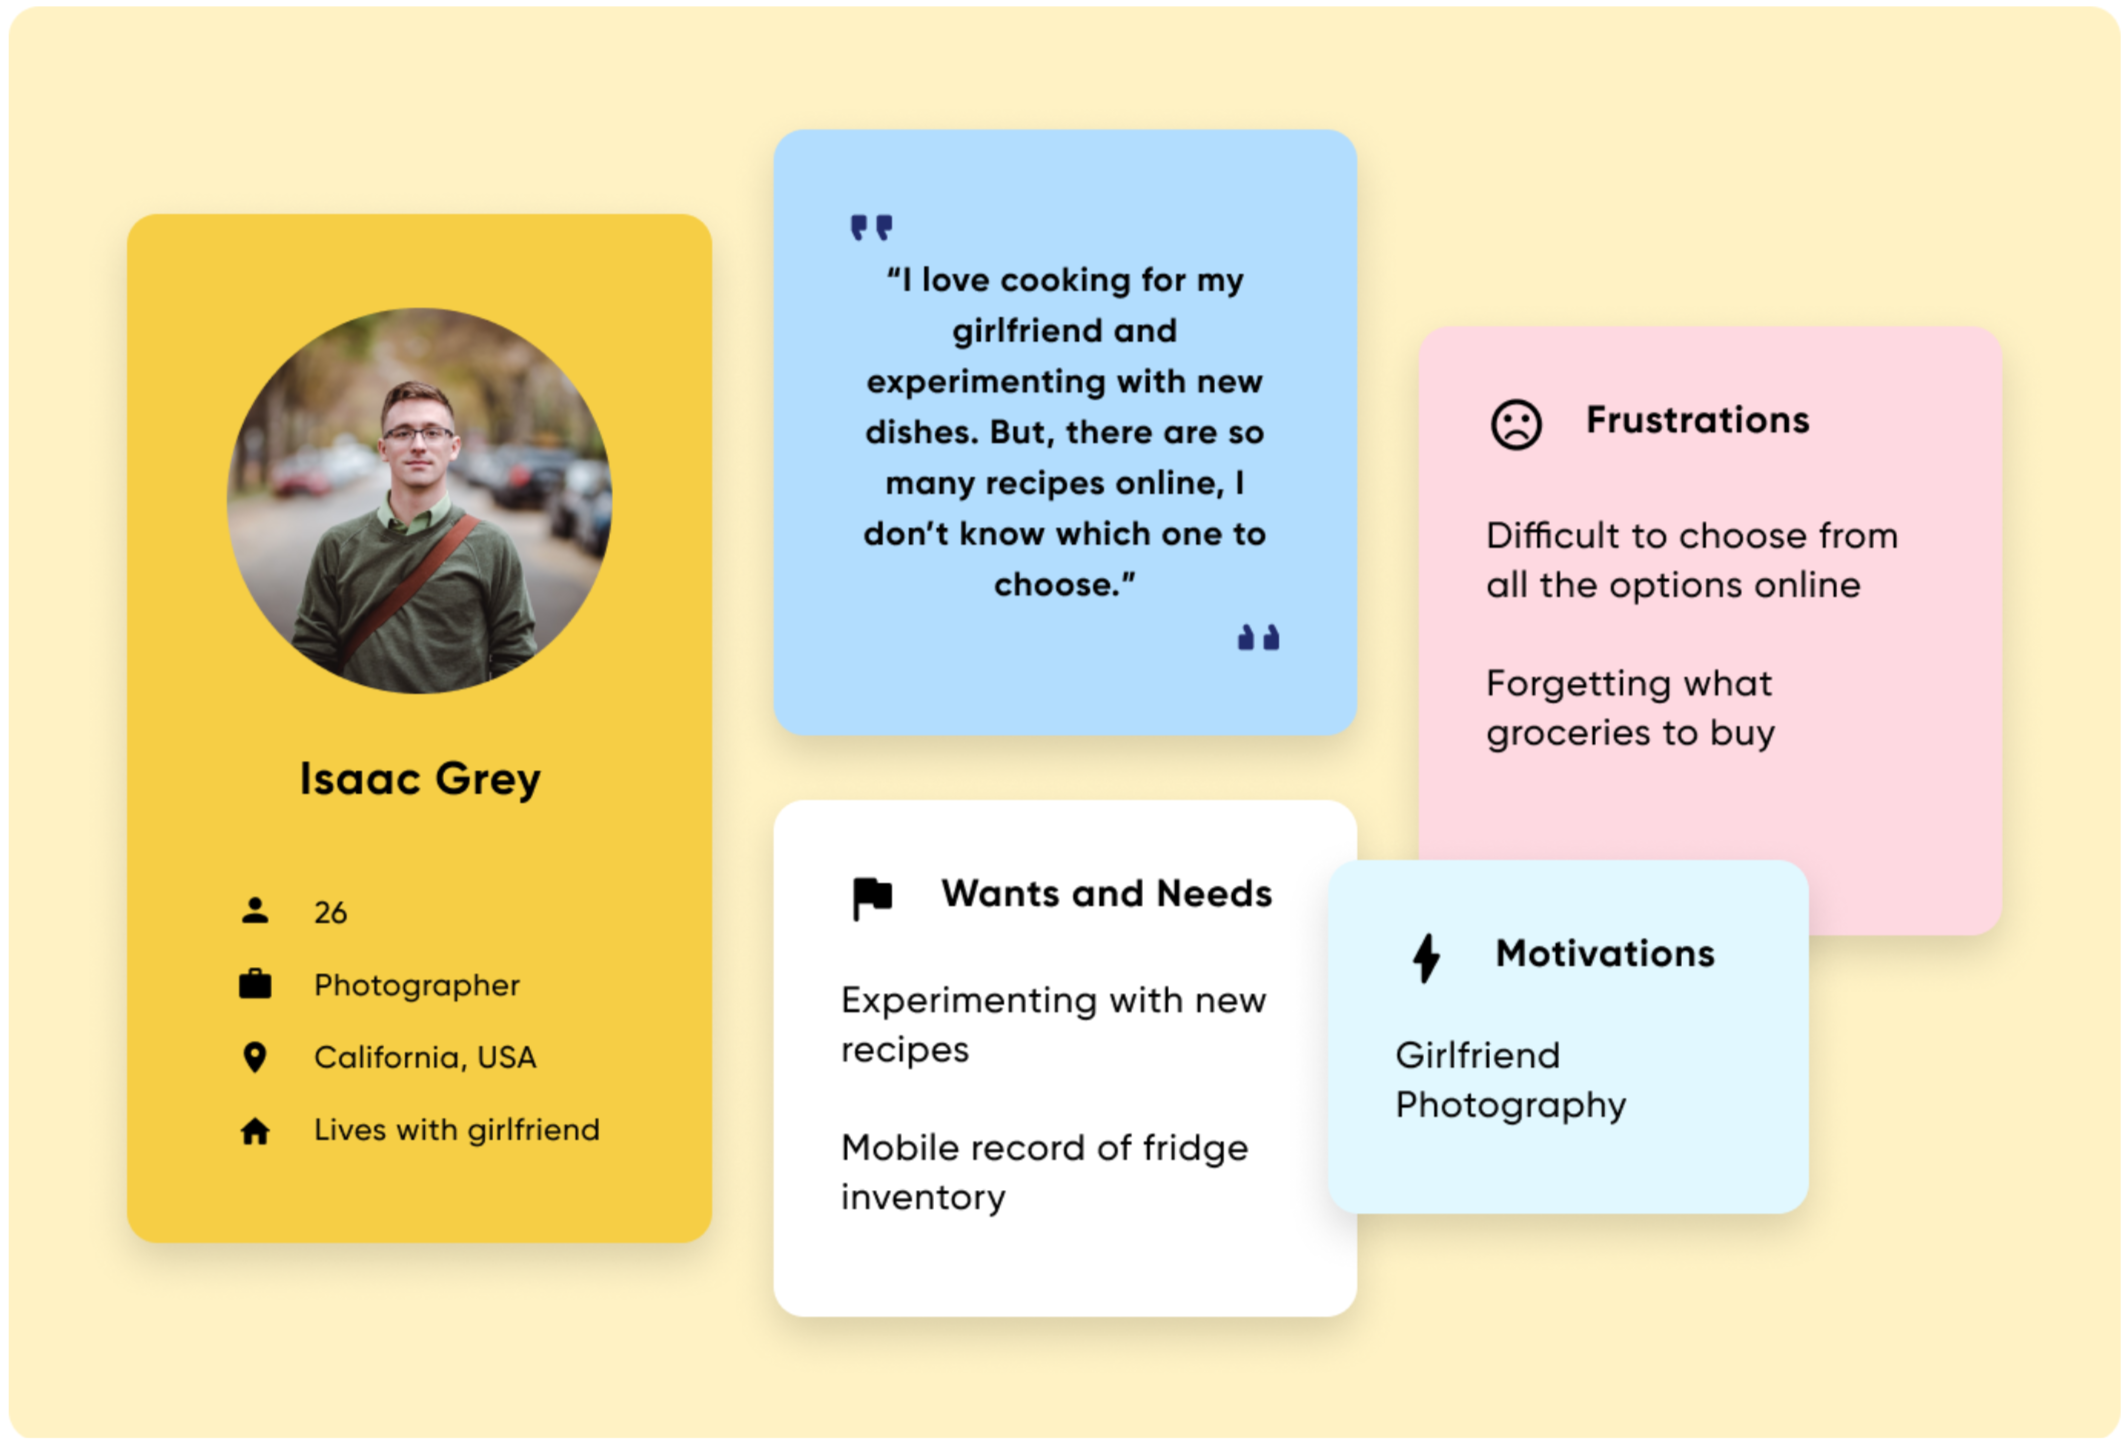 Isaac Grey
26
Photographer
California, USA
Lives with girlfriend
“I love cooking for my
girlfriend and
experimenting with new
dishes. But, there are so
many recipes online, I
don’t know which one to
choose.”
Wants and Needs
Experimenting with new
recipes
Mobile record of fridge
inventory
Frustrations
Difficult to choose from
all the options online
Forgetting what
groceries to buy
Motivations
Girlfriend
Photography